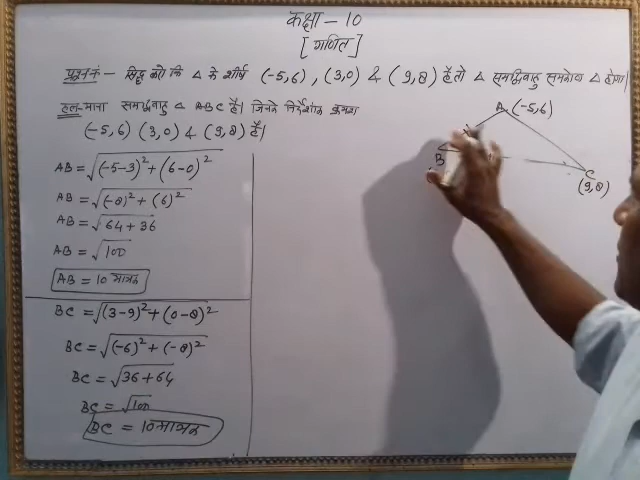 कक्षा - 10
[गणित]
प्रश्न नं० - सिद्ध करो कि △ के शीर्ष (-5,6) , (3,0) & (9,8) हैं तो △ समद्विबाहु समकोण △ होगा।
हल - माना समद्विबाहु △ ABC है। जिनके निर्देशांक क्रमशः
(-5,6) (3,0) & (9,8) हैं।
AB = √(-5-3)² + (6-0)²
AB = √(-8)² + (6)²
AB = √64 + 36
AB = √100
AB = 10 मात्रक
BC = √(3-9)² + (0-8)²
BC = √(-6)² + (-8)²
BC = √36 + 64
BC = √100
BC = 10 मात्रक
A (-5,6)
B
C
(9,8)